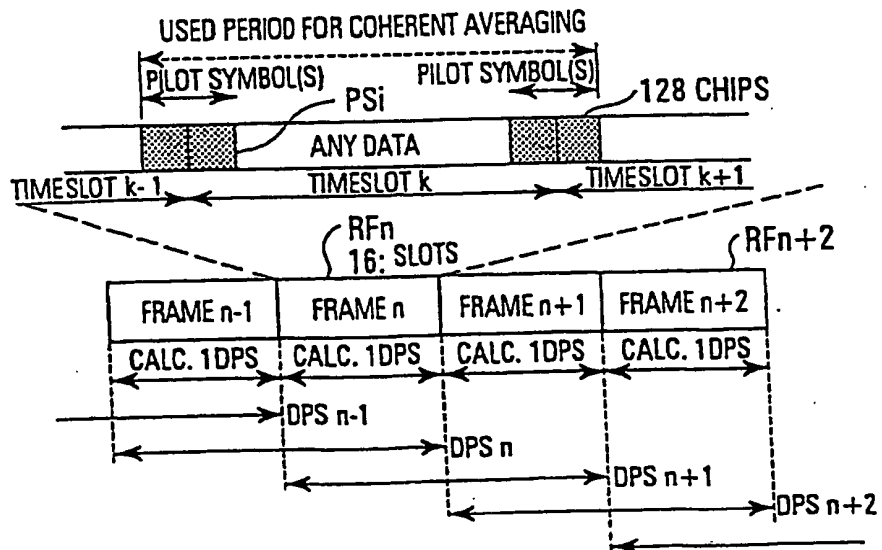 USED PERIOD FOR COHERENT AVERAGING
PILOT SYMBOL(S) PILOT SYMBOL(S)
PSi 128 CHIPS
ANY DATA
TIMESLOT k-1 TIMESLOT k TIMESLOT k+1
RFn RFn+2
16: SLOTS
FRAME n-1 FRAME n FRAME n+1 FRAME n+2
CALC. 1DPS CALC. 1DPS CALC. 1DPS CALC. 1DPS
DPS n-1
DPS n
DPS n+1
DPS n+2